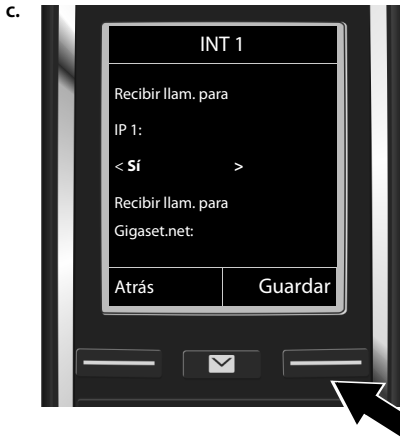 c.
INT 1
Recibir llam. para
IP 1:
< Sí >
Recibir llam. para
Gigaset.net:
Atrás Guardar